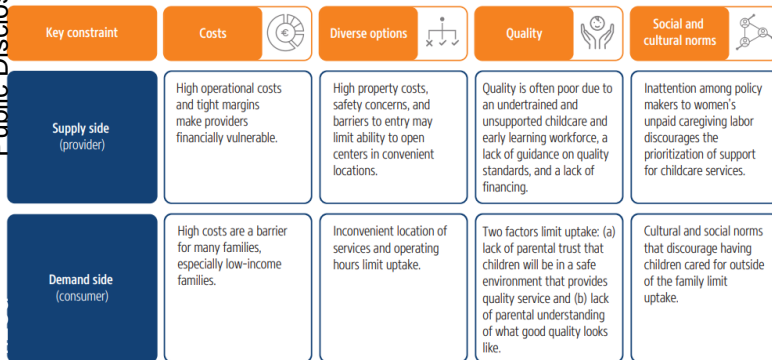 Public Disclos
Key constraint
Costs
Diverse options
Quality
Social and
cultural norms
Supply side
(provider)
High operational costs
and tight margins
make providers
financially vulnerable.
High property costs,
safety concerns, and
barriers to entry may
limit ability to open
centers in convenient
locations.
Quality is often poor due to
an undertrained and
unsupported childcare and
early learning workforce, a
lack of guidance on quality
standards, and a lack of
financing.
Inattention among policy
makers to women's
unpaid caregiving labor
discourages the
prioritization of support
for childcare services.
Demand side
(consumer)
High costs are a barrier
for many families,
especially low-income
families.
Inconvenient location of
services and operating
hours limit uptake.
Two factors limit uptake: (a)
lack of parental trust that
children will be in a safe
environment that provides
quality service and (b) lack
of parental understanding
of what good quality looks
like.
Cultural and social norms
that discourage having
children cared for outside
of the family limit
uptake.